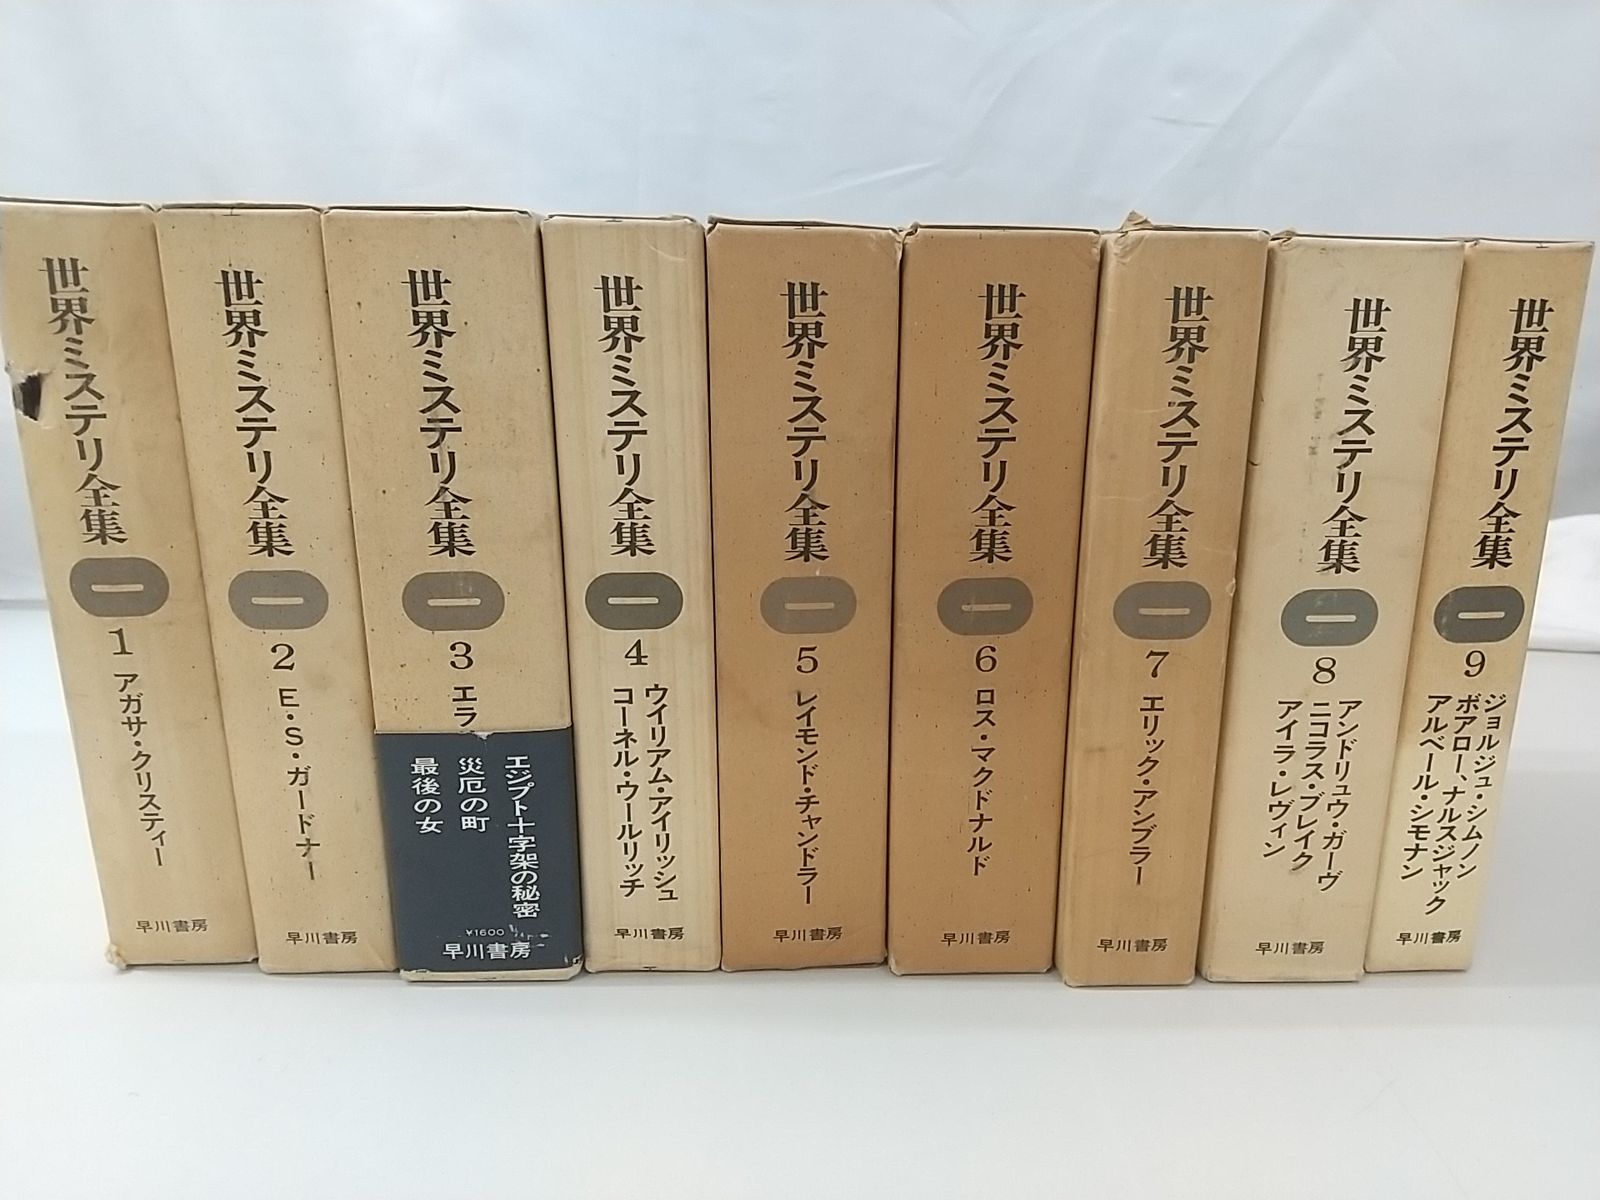 世界ミステリ全集
1
アガサ・クリスティー
早川書房
世界ミステリ全集
2
E・S・ガードナー
早川書房
世界ミステリ全集
3
エラ
エジプト十字架の秘密
災厄の町
最後の女
¥1600
早川書房
世界ミステリ全集
4
ウイリアム・アイリッシュ
コーネル・ウールリッチ
早川書房
世界ミステリ全集
5
レイモンド・チャンドラー
早川書房
世界ミステリ全集
6
ロス・マクドナルド
早川書房
世界ミステリ全集
7
エリック・アンブラー
早川書房
世界ミステリ全集
8
アンドリュウ・ガーヴ
ニコラス・ブレイク
アイラ・レヴィン
早川書房
世界ミステリ全集
9
ジョルジュ・シムノン
ボアロー、ナルスジャック
アルベール・シモナン
早川書房